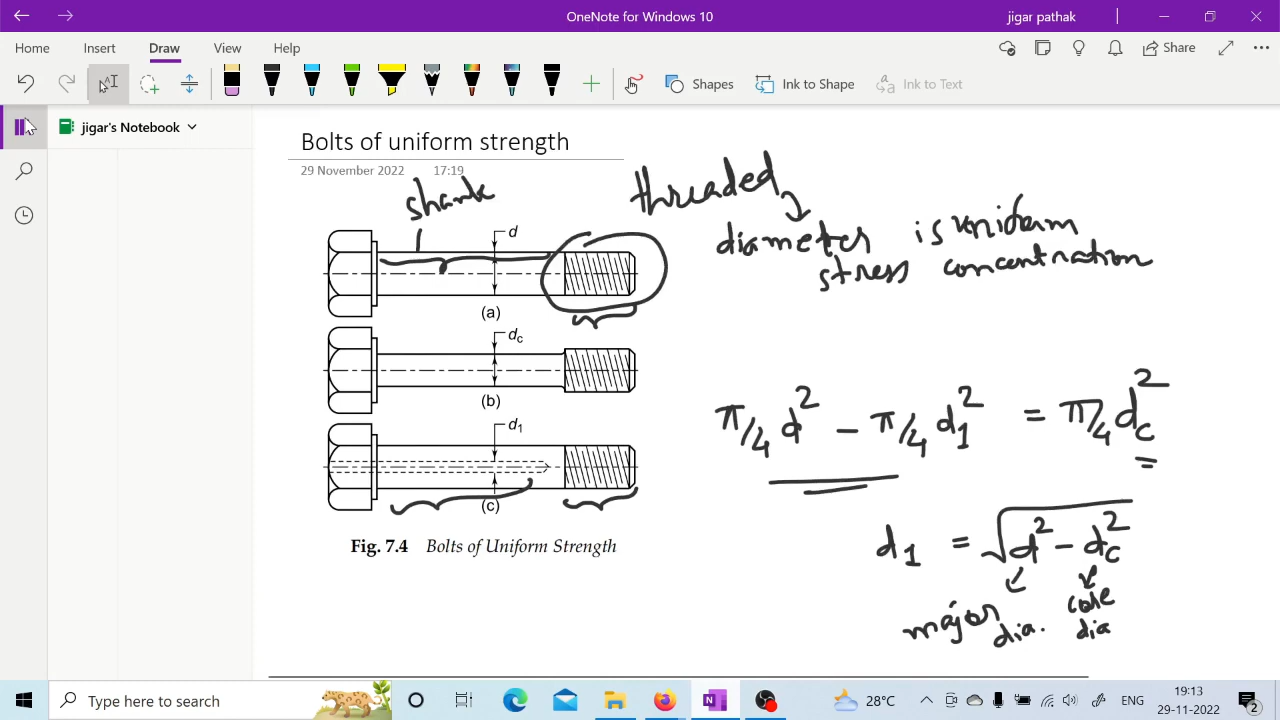 OneNote for Windows 10
jigar pathak
Home Insert Draw View Help
Share
Shapes Ink to Shape Ink to Text
jigar's Notebook
Bolts of uniform strength
29 November 2022 17:19
shank
threaded
diameter is uniform
stress concentration
d
(a)
dc
(b)
d1
(c)
Fig. 7.4 Bolts of Uniform Strength
π/4 d² − π/4 d1² = π/4 dc²
d1 = √d² − dc²
major dia.
core dia
Type here to search
28°C
ENG
19:13
29-11-2022
2